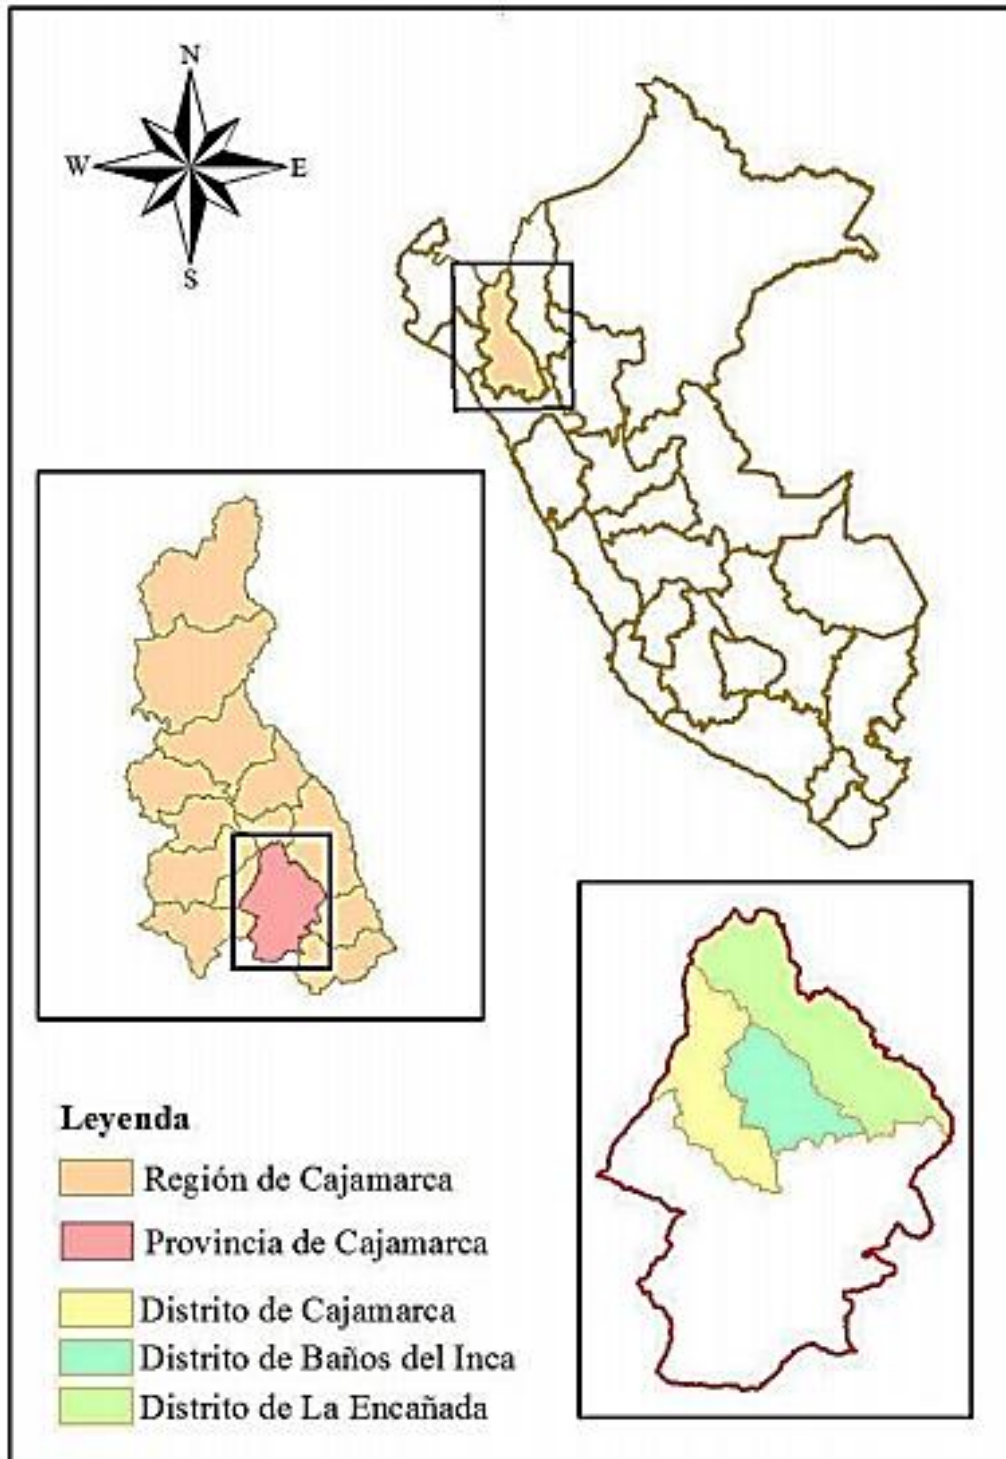 N
W E
S
Leyenda
Región de Cajamarca
Provincia de Cajamarca
Distrito de Cajamarca
Distrito de Baños del Inca
Distrito de La Encañada